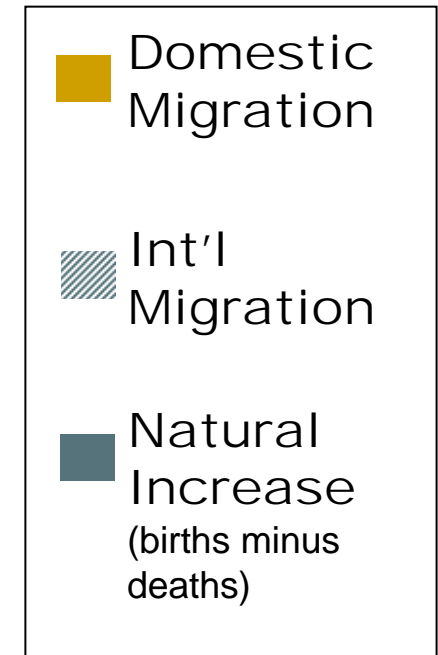 Domestic
Migration
Int'l
Migration
Natural
Increase
(births minus
deaths)